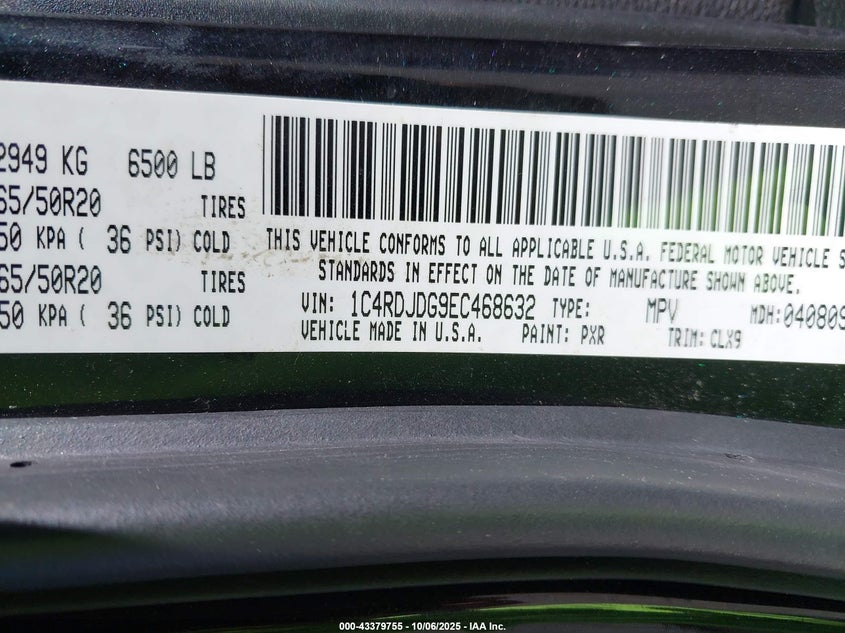 2949 KG 6500 LB
65/50R20 TIRES
50 KPA ( 36 PSI) COLD
65/50R20 TIRES
50 KPA ( 36 PSI) COLD
THIS VEHICLE CONFORMS TO ALL APPLICABLE U.S.A. FEDERAL MOTOR VEHICLE S
STANDARDS IN EFFECT ON THE DATE OF MANUFACTURE SHOWN ABOVE.
VIN: 1C4RDJDG9EC468632 TYPE: MPV MDH:040809
VEHICLE MADE IN U.S.A. PAINT: PXR TRIM: CLX9
000-43379755 - 10/06/2025 - IAA Inc.